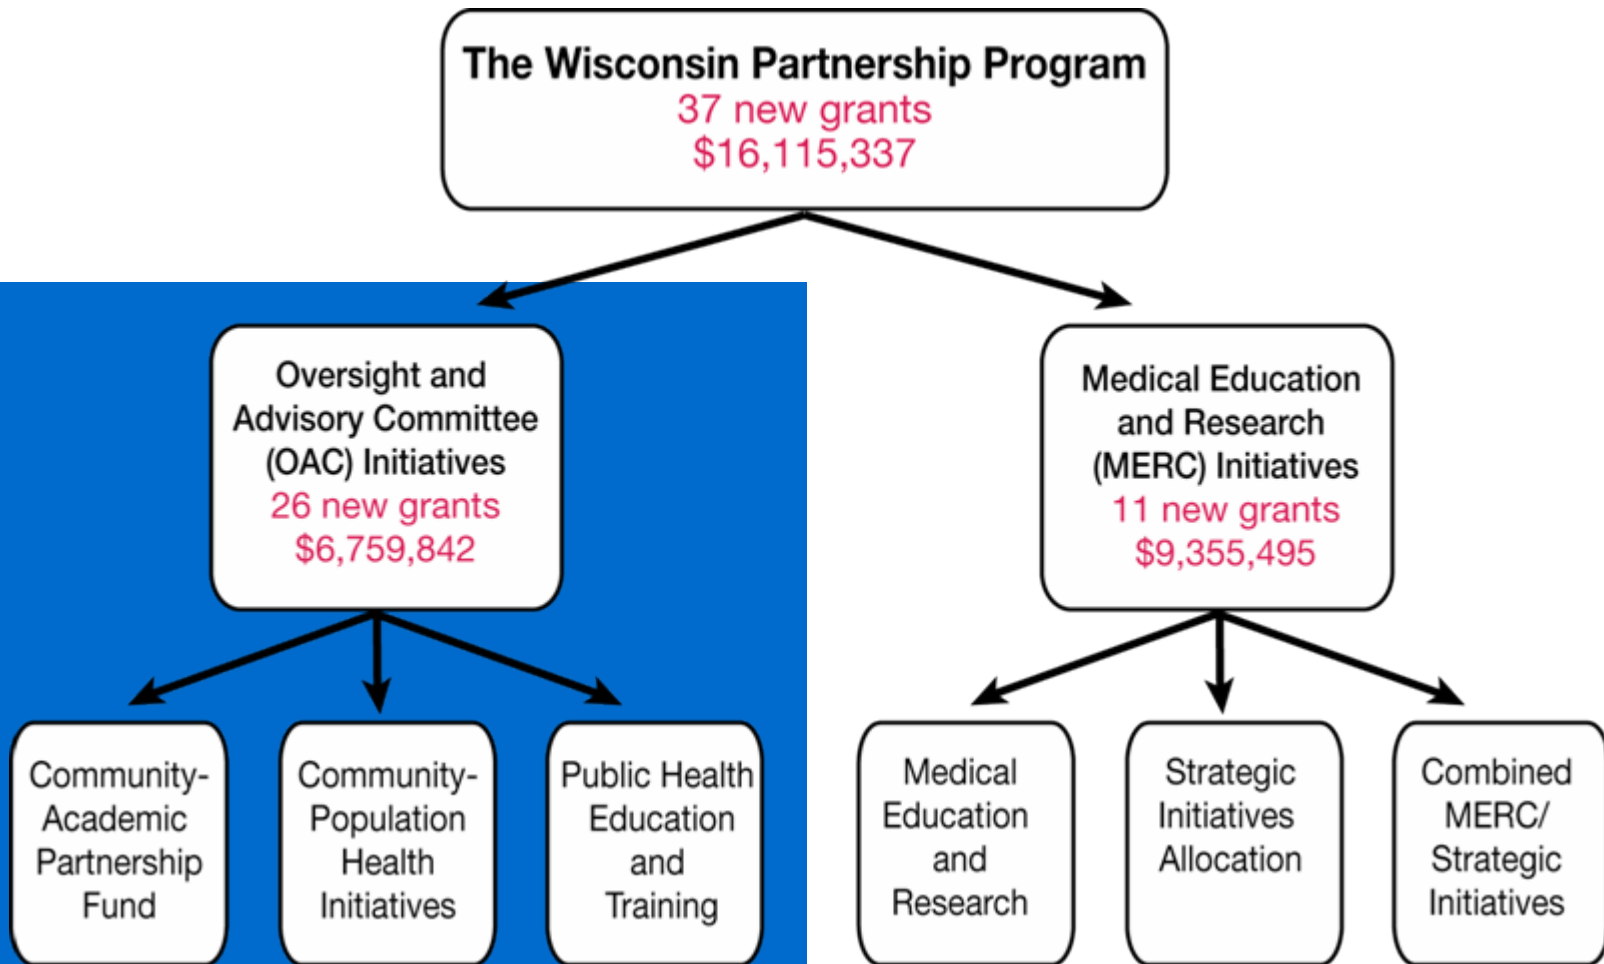 The Wisconsin Partnership Program
37 new grants
$16,115,337
Oversight and
Advisory Committee
(OAC) Initiatives
26 new grants
$6,759,842
Medical Education
and Research
(MERC) Initiatives
11 new grants
$9,355,495
Community-
Academic
Partnership
Fund
Community-
Population
Health
Initiatives
Public Health
Education
and
Training
Medical
Education
and
Research
Strategic
Initiatives
Allocation
Combined
MERC/
Strategic
Initiatives